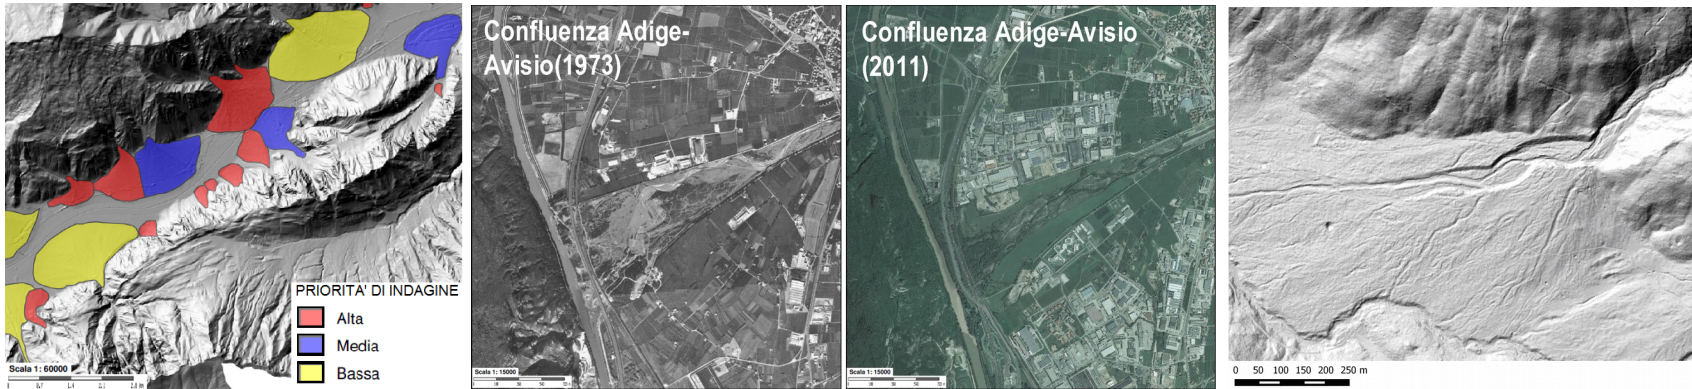 PRIORITA' DI INDAGINE
Alta
Media
Bassa
Scala 1: 60000
Confluenza Adige-
Avisio(1973)
Scala 1: 15000
Confluenza Adige-Avisio
(2011)
Scala 1: 15000
0 50 100 150 200 250 m